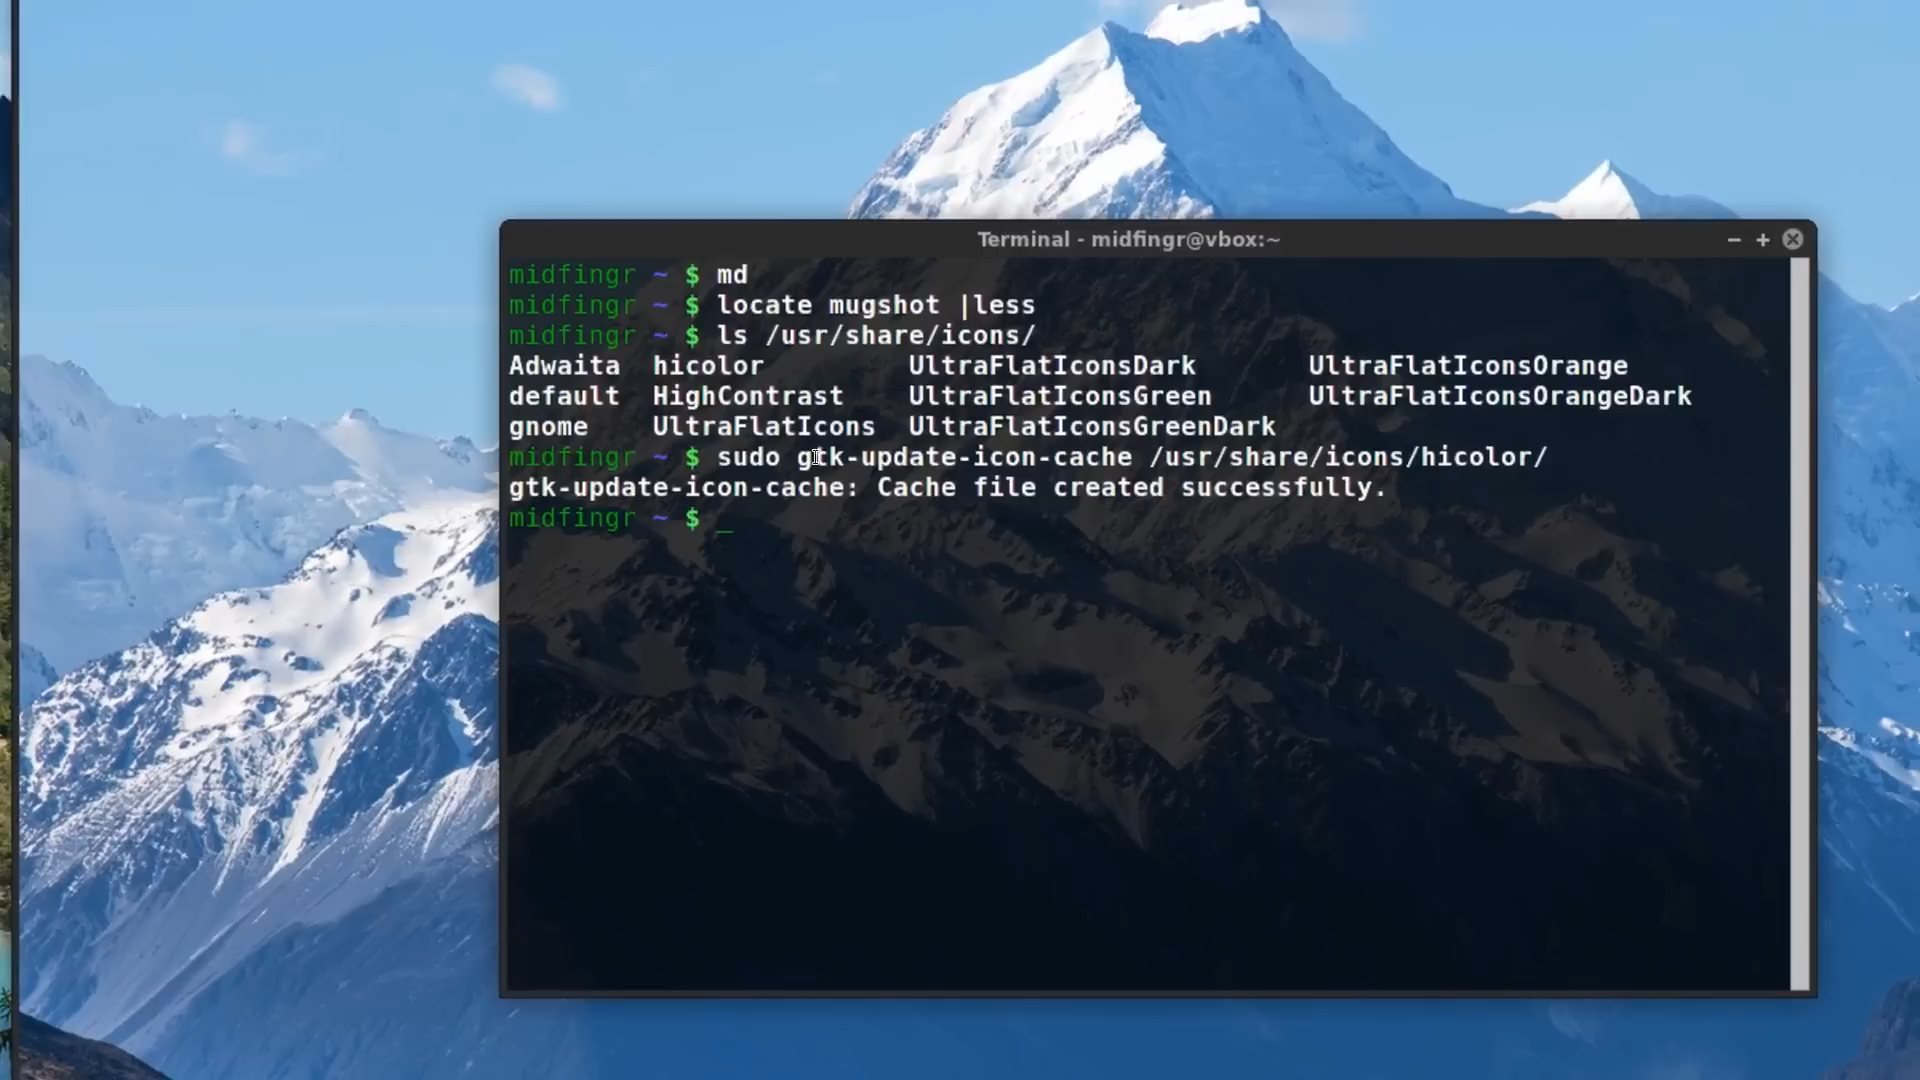 Terminal - midfingr@vbox:~
midfingr ~ $ md
midfingr ~ $ locate mugshot |less
midfingr ~ $ ls /usr/share/icons/
Adwaita hicolor UltraFlatIconsDark UltraFlatIconsOrange
default HighContrast UltraFlatIconsGreen UltraFlatIconsOrangeDark
gnome UltraFlatIcons UltraFlatIconsGreenDark
midfingr ~ $ sudo gtk-update-icon-cache /usr/share/icons/hicolor/
gtk-update-icon-cache: Cache file created successfully.
midfingr ~ $ _